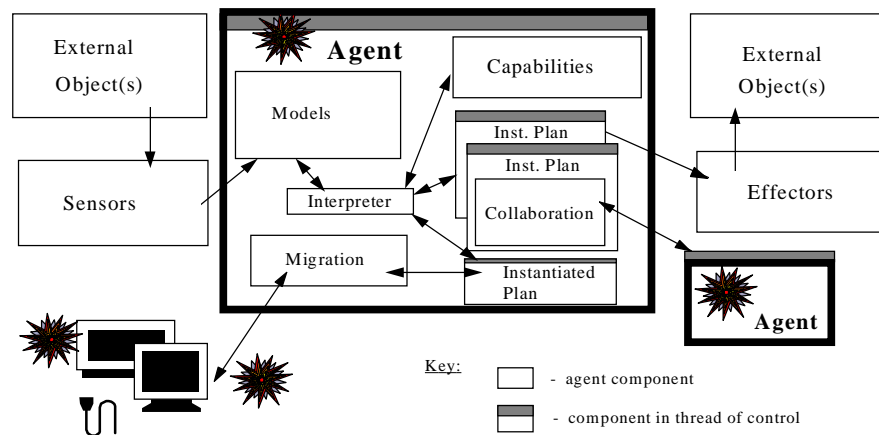 External
Object(s)
Sensors
Agent
Models
Capabilities
Inst. Plan
Inst. Plan
Collaboration
Interpreter
Migration
Instantiated
Plan
External
Object(s)
Effectors
Agent
Key:
- agent component
- component in thread of control